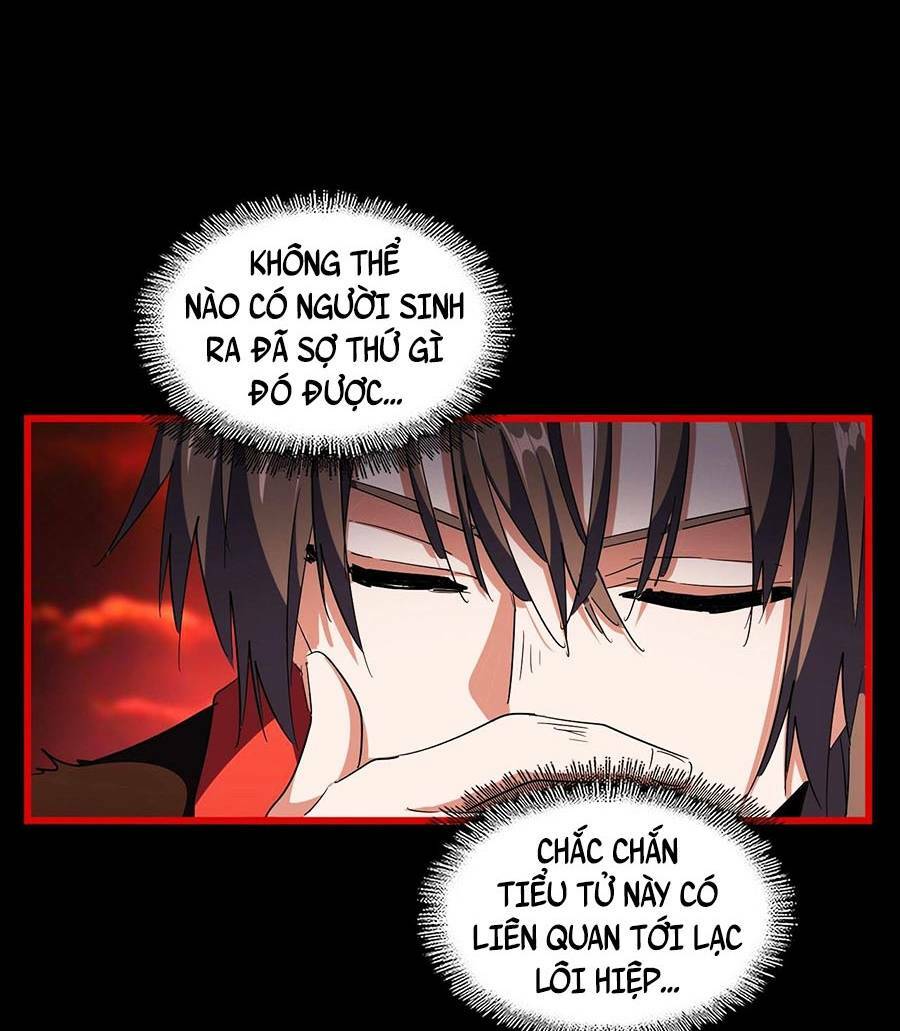 KHÔNG THỂ
NÀO CÓ NGƯỜI SINH
RA ĐÃ SỢ THỨ GÌ
ĐÓ ĐƯỢC...
CHẮC CHẮN
TIỂU TỬ NÀY CÓ
LIÊN QUAN TỚI LẠC
LÔI HIỆP...